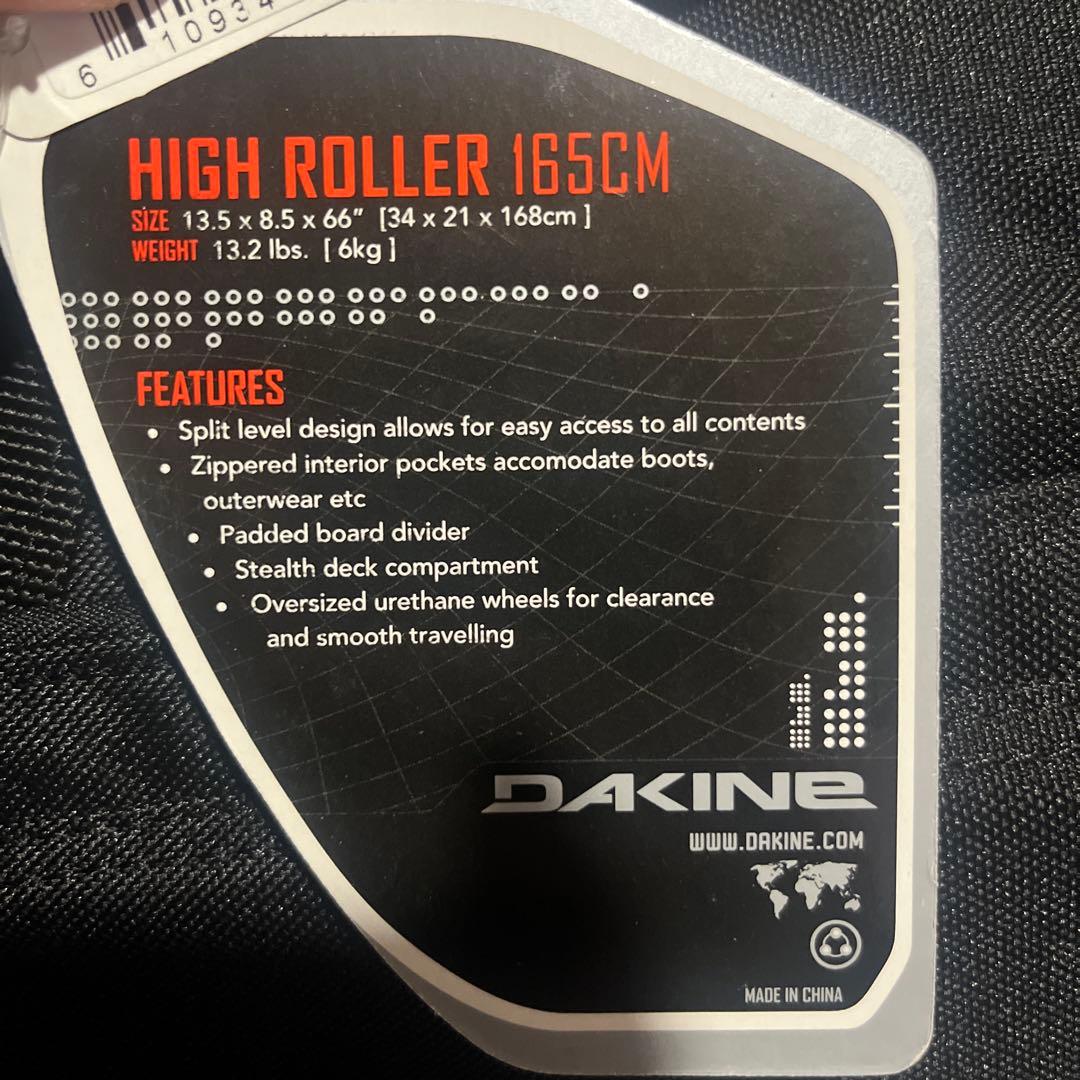 6 10934
HIGH ROLLER 165CM
SIZE 13.5 x 8.5 x 66” [34 x 21 x 168cm ]
WEIGHT 13.2 lbs. [ 6kg ]
FEATURES
• Split level design allows for easy access to all contents
• Zippered interior pockets accomodate boots,
outerwear etc
• Padded board divider
• Stealth deck compartment
• Oversized urethane wheels for clearance
and smooth travelling
DAKINE
WWW.DAKINE.COM
MADE IN CHINA